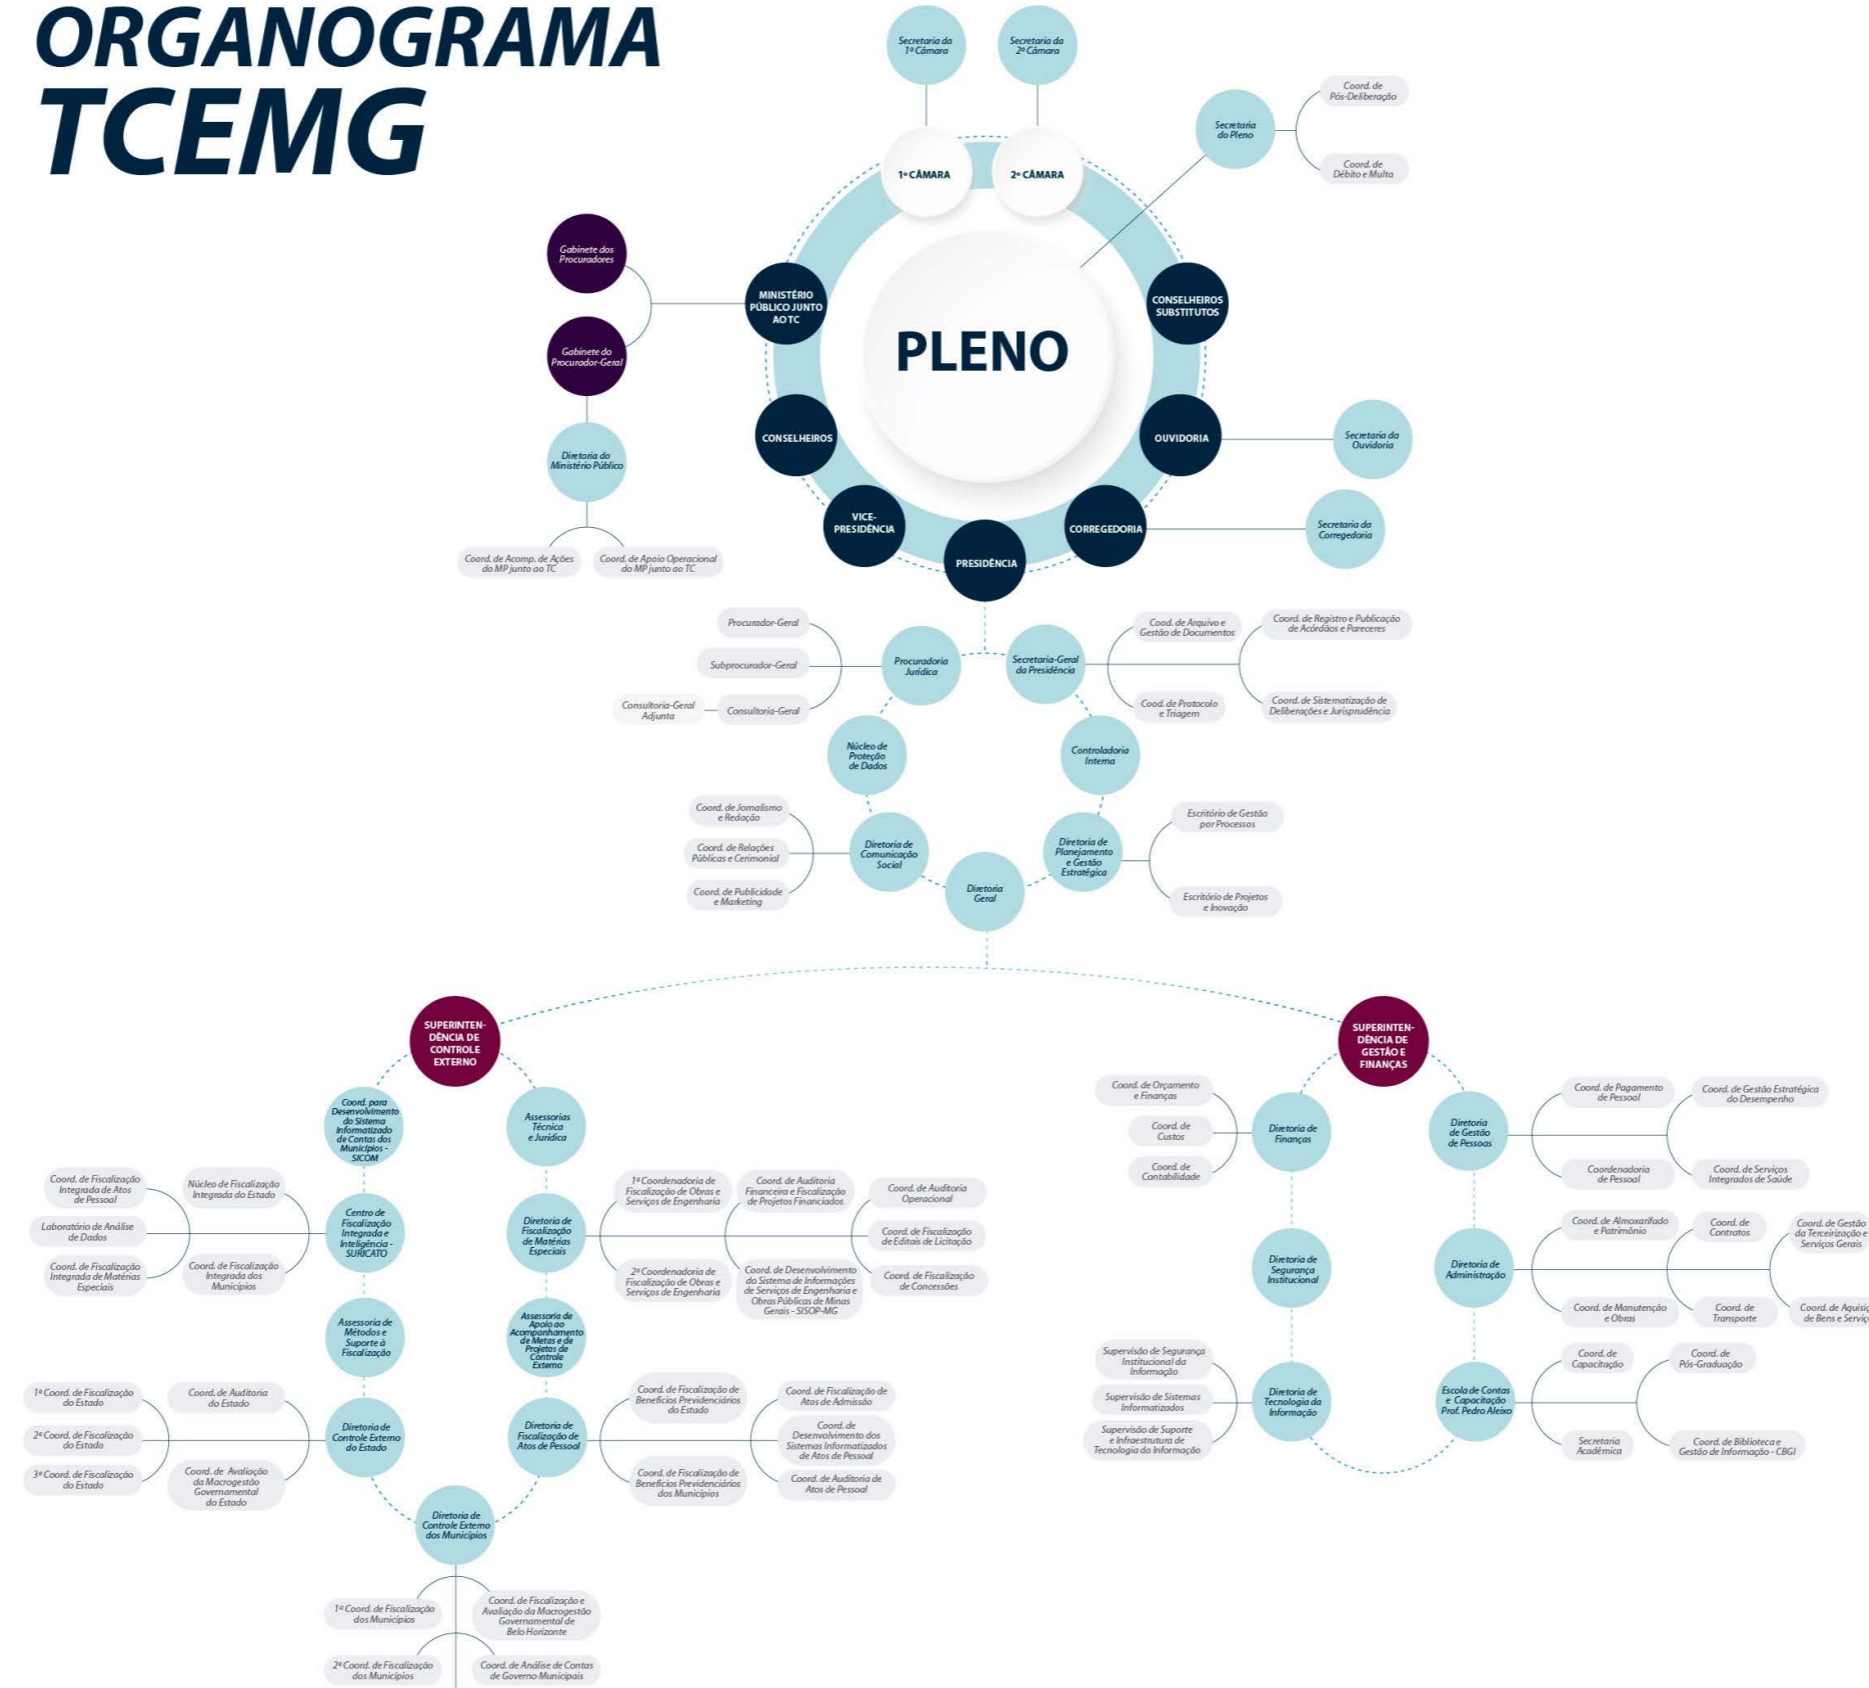 ORGANOGRAMA
TCEMG
Secretaria da
1ª Câmara
Secretaria da
2ª Câmara
1ª CÂMARA
2ª CÂMARA
Secretaria
do Pleno
Coord. de
Pós-Deliberação
Coord. de
Débito e Multa
PLENO
Gabinete dos
Procuradores
Gabinete do
Procurador-Geral
MINISTÉRIO
PÚBLICO JUNTO
AO TC
CONSELHEIROS
SUBSTITUTOS
Diretoria do
Ministério Público
Coord. de Acomp. de Ações
do MP junto ao TC
Coord. de Apoio Operacional
do MP junto ao TC
CONSELHEIROS
OUVIDORIA
Secretaria da
Ouvidoria
VICE-
PRESIDÊNCIA
PRESIDÊNCIA
CORREGEDORIA
Secretaria da
Corregedoria
Procurador-Geral
Subprocurador-Geral
Consultoria-Geral
Adjunta
Consultoria-Geral
Procuradoria
Jurídica
Secretaria-Geral
da Presidência
Cood. de Arquivo e
Gestão de Documentos
Coord. de Registro e Publicação
de Acórdãos e Pareceres
Cood. de Protocolo
e Triagem
Coord. de Sistematização de
Deliberações e Jurisprudência
Núcleo de
Proteção
de Dados
Controladoria
Interna
Coord. de Jornalismo
e Redação
Coord. de Relações
Públicas e Cerimonial
Coord. de Publicidade
e Marketing
Diretoria de
Comunicação
Social
Diretoria
Geral
Diretoria de
Planejamento
e Gestão
Estratégica
Escritório de Gestão
por Processos
Escritório de Projetos
e Inovação
SUPERINTEN-
DÊNCIA DE
CONTROLE
EXTERNO
Coord. para
Desenvolvimento
do Sistema
Informatizado
de Contas dos
Municípios -
SICOM
Assessorias
Técnica
e Jurídica
Coord. de Fiscalização
Integrada de Atos
de Pessoal
Núcleo de Fiscalização
Integrada do Estado
Laboratório de Análise
de Dados
Coord. de Fiscalização
Integrada de Matérias
Especiais
Coord. de Fiscalização
Integrada dos
Municípios
Centro de
Fiscalização
Integrada e
Inteligência -
SURICATO
Diretoria de
Fiscalização
de Matérias
Especiais
1ª Coordenadoria de
Fiscalização de Obras e
Serviços de Engenharia
Coord. de Auditoria
Financeira e Fiscalização
de Projetos Financiados
Coord. de Auditoria
Operacional
Coord. de Fiscalização
de Editais de Licitação
2ª Coordenadoria de
Fiscalização de Obras e
Serviços de Engenharia
Coord. de Desenvolvimento
do Sistema de Informações
de Serviços de Engenharia e
Obras Públicas de Minas
Gerais - SISOP-MG
Coord. de Fiscalização
de Concessões
Assessoria de
Métodos e
Suporte à
Fiscalização
Assessoria de
Apoio ao
Acompanhamento
de Metas e de
Projetos de
Controle
Externo
1ª Coord. de Fiscalização
do Estado
Coord. de Auditoria
do Estado
2ª Coord. de Fiscalização
do Estado
3ª Coord. de Fiscalização
do Estado
Coord. de Avaliação
da Macrogestão
Governamental
do Estado
Diretoria de
Controle Externo
do Estado
Diretoria de
Fiscalização de
Atos de Pessoal
Coord. de Fiscalização de
Benefícios Previdenciários
do Estado
Coord. de Fiscalização de
Atos de Admissão
Coord. de
Desenvolvimento dos
Sistemas Informatizados
de Atos de Pessoal
Coord. de Fiscalização de
Benefícios Previdenciários
dos Municípios
Coord. de Auditoria de
Atos de Pessoal
Diretoria de
Controle Externo
dos Municípios
1ª Coord. de Fiscalização
dos Municípios
Coord. de Fiscalização e
Avaliação da Macrogestão
Governamental de
Belo Horizonte
2ª Coord. de Fiscalização
dos Municípios
Coord. de Análise de Contas
de Governo Municipais
SUPERINTEN-
DÊNCIA DE
GESTÃO E
FINANÇAS
Coord. de Orçamento
e Finanças
Coord. de
Custos
Coord. de
Contabilidade
Diretoria de
Finanças
Diretoria
de Gestão
de Pessoas
Coord. de Pagamento
de Pessoal
Coord. de Gestão Estratégica
do Desempenho
Coordenadoria
de Pessoal
Coord. de Serviços
Integrados de Saúde
Diretoria de
Segurança
Institucional
Diretoria de
Administração
Coord. de Almoxarifado
e Patrimônio
Coord. de
Contratos
Coord. de Gestão
da Terceirização e
Serviços Gerais
Coord. de Manutenção
e Obras
Coord. de
Transporte
Coord. de Aquisiç
de Bens e Serviç
Supervisão de Segurança
Institucional da
Informação
Supervisão de Sistemas
Informatizados
Supervisão de Suporte
e Infraestrutura de
Tecnologia da Informação
Diretoria de
Tecnologia da
Informação
Escola de Contas
e Capacitação
Prof. Pedro Aleixo
Coord. de
Capacitação
Coord. de
Pós-Graduação
Secretaria
Acadêmica
Coord. de Biblioteca e
Gestão de Informação - CBGI